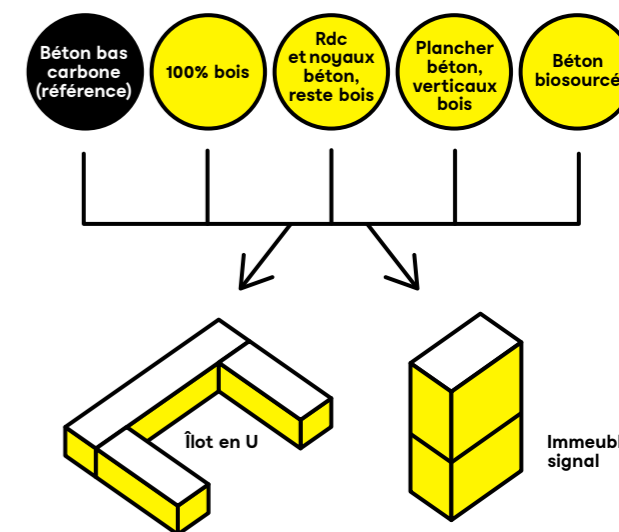 Béton bas
carbone
(référence)
100% bois
Rdc
et noyaux
béton,
reste bois
Plancher
béton,
verticaux
bois
Béton
biosourcé
Îlot en U
Immeubl
signal